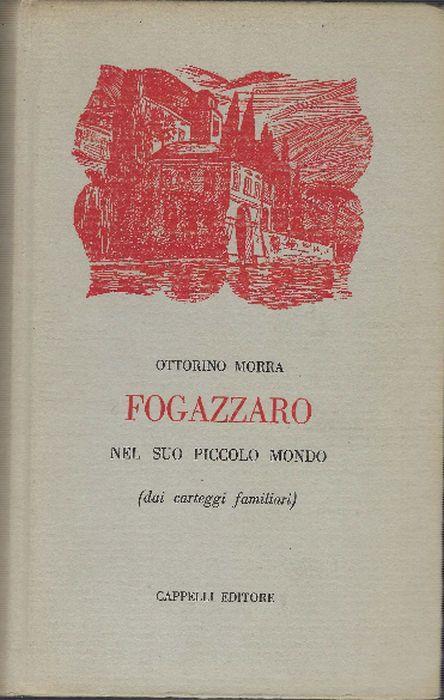 OTTORINO MORRA
FOGAZZARO
NEL SUO PICCOLO MONDO
(dai carteggi familiari)
CAPPELLI EDITORE